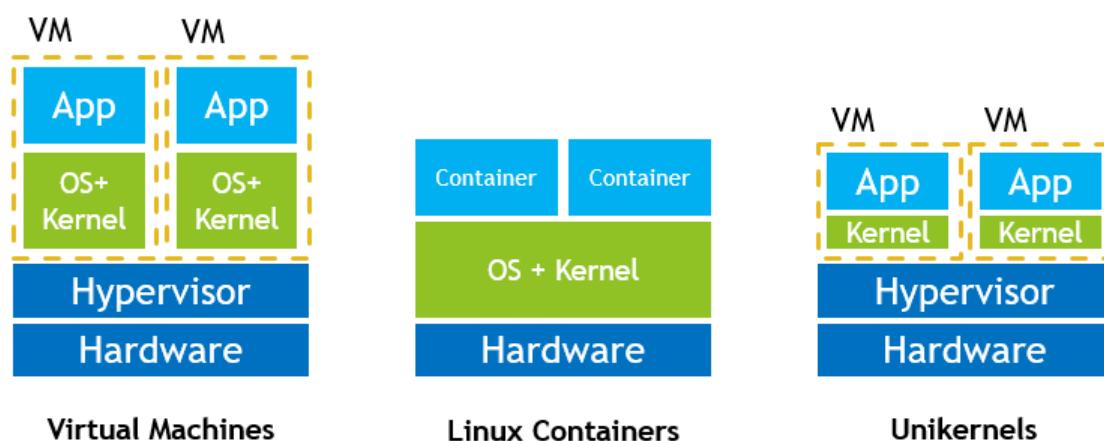 VM
VM
App
App
OS+
Kernel
OS+
Kernel
Hypervisor
Hardware
Virtual Machines
Container
Container
OS + Kernel
Hardware
Linux Containers
VM
VM
App
App
Kernel
Kernel
Hypervisor
Hardware
Unikernels